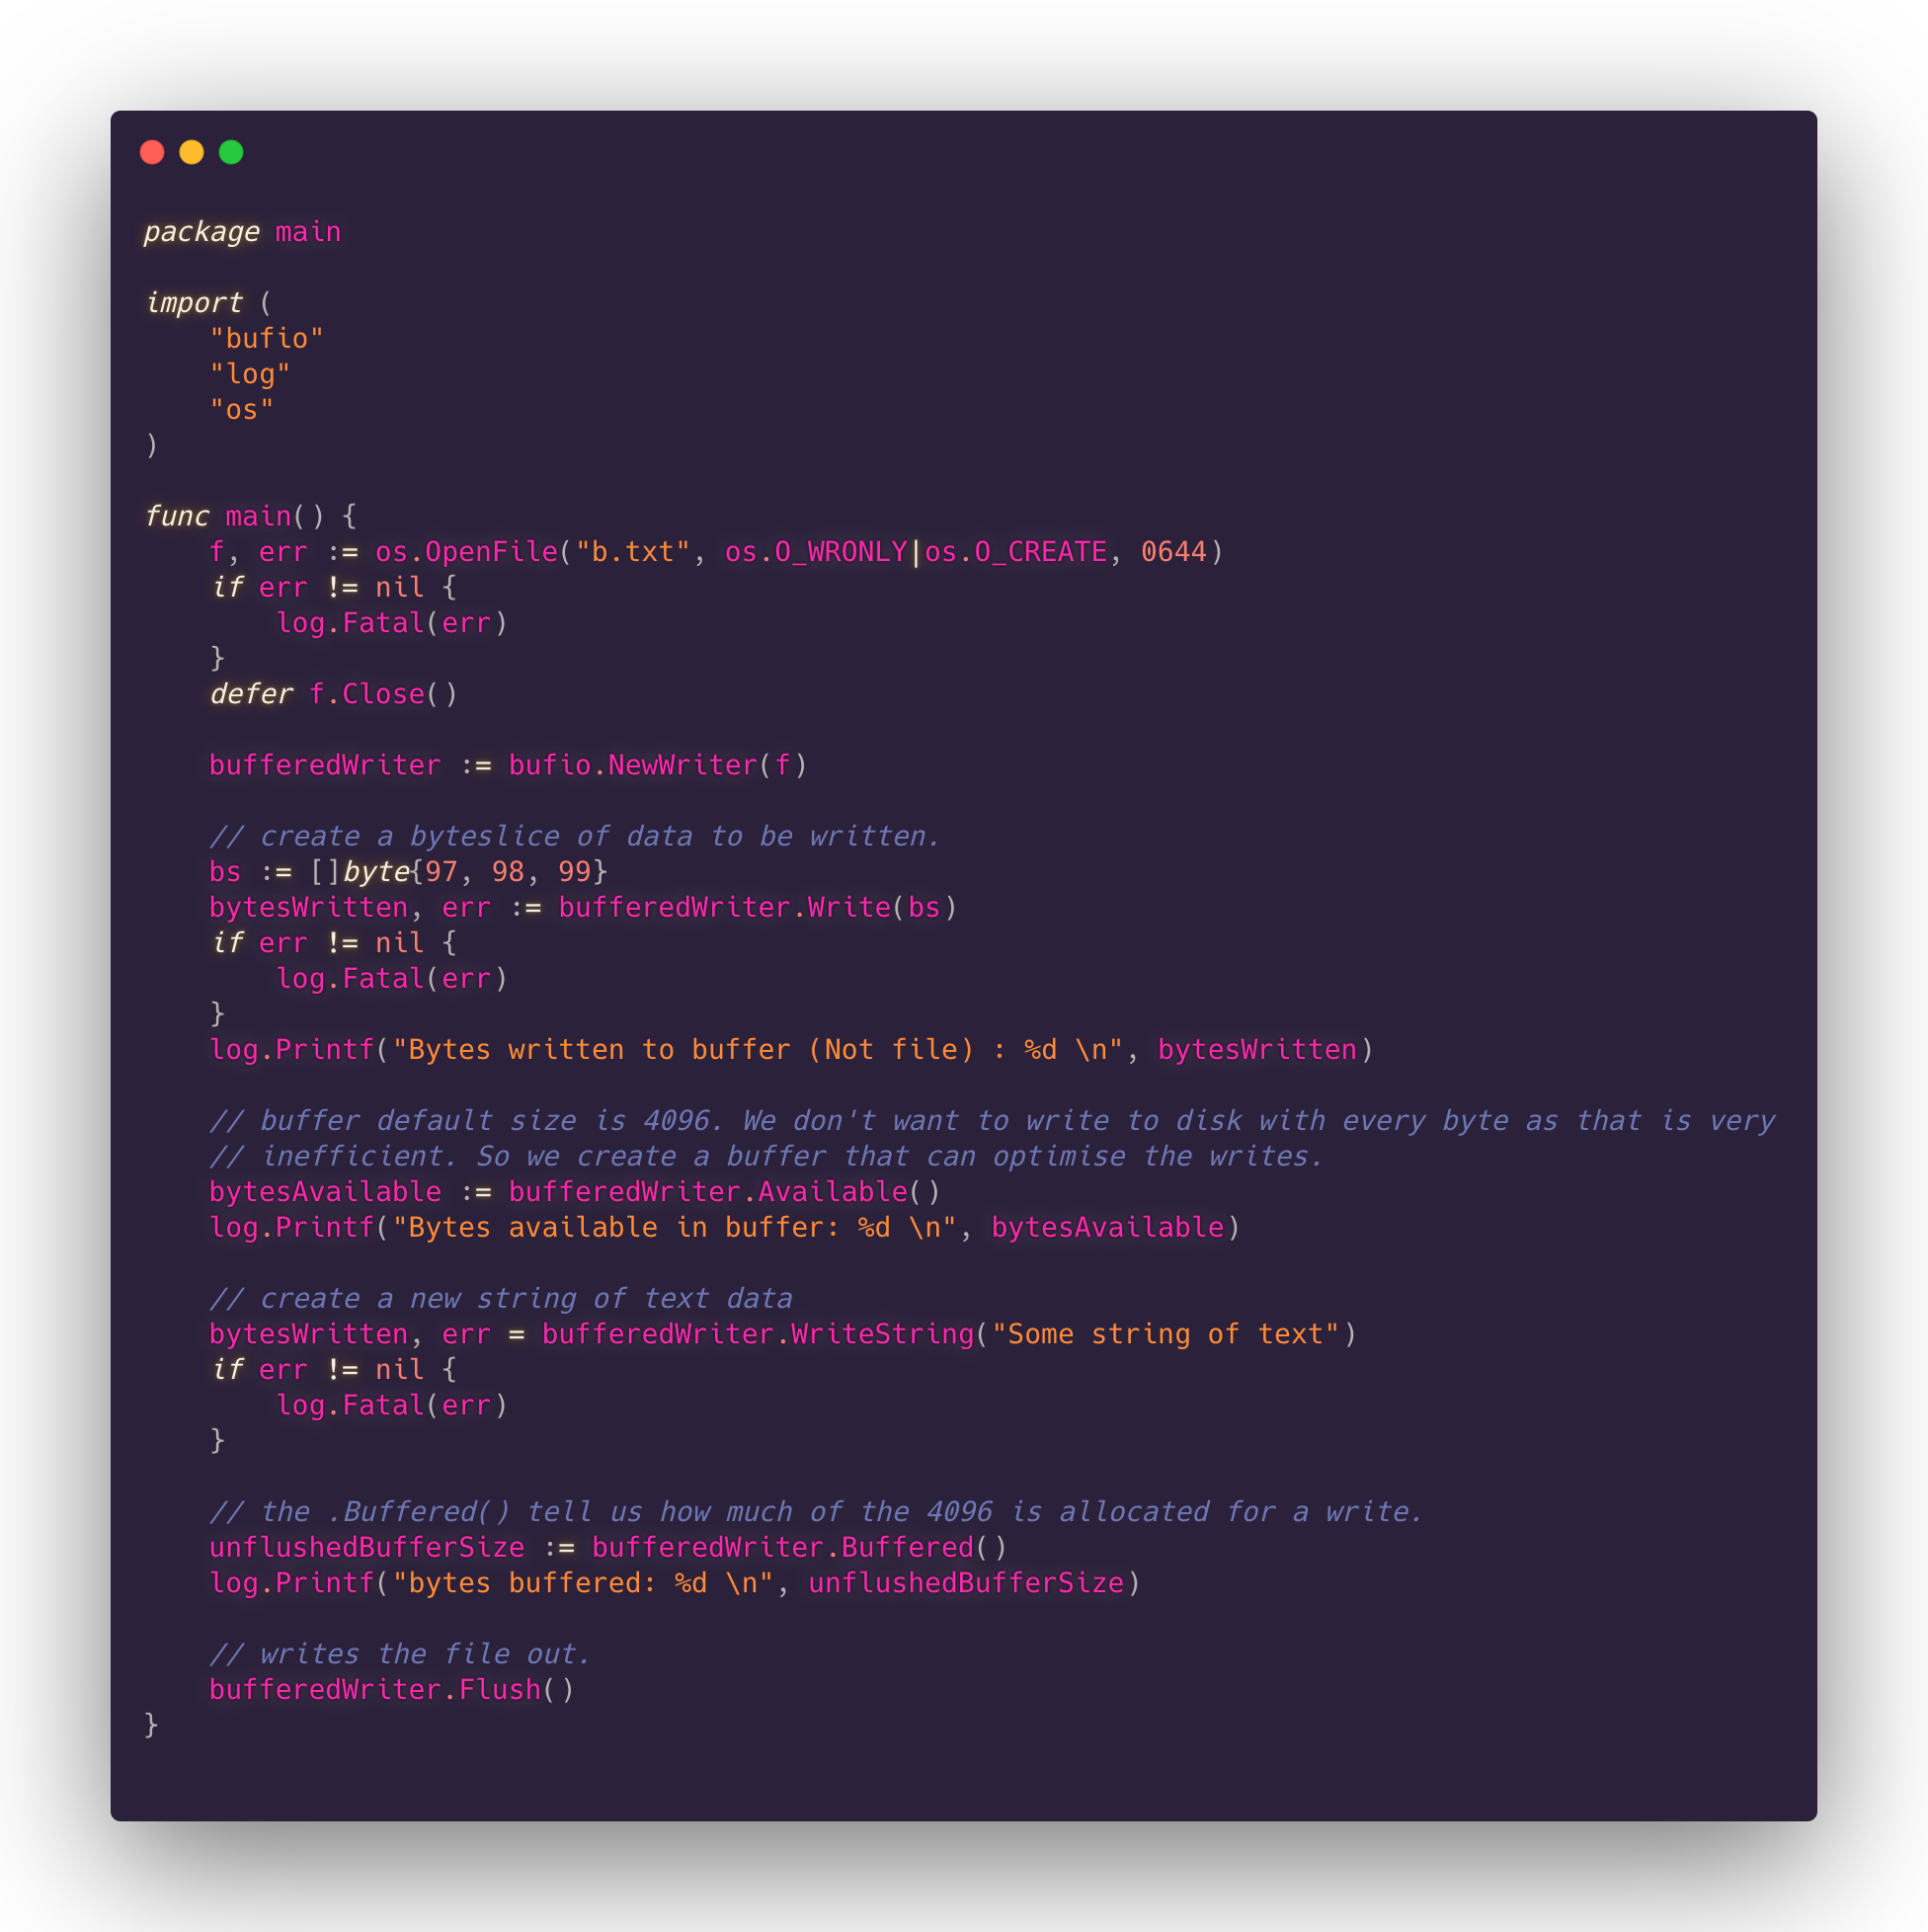 package main
import (
"bufio"
"log"
"os"
)
func main() {
f, err := os.OpenFile("b.txt", os.O_WRONLY|os.O_CREATE, 0644)
if err != nil {
log.Fatal(err)
}
defer f.Close()
bufferedWriter := bufio.NewWriter(f)
// create a byteslice of data to be written.
bs := []byte{97, 98, 99}
bytesWritten, err := bufferedWriter.Write(bs)
if err != nil {
log.Fatal(err)
}
log.Printf("Bytes written to buffer (Not file) : %d \n", bytesWritten)
// buffer default size is 4096. We don't want to write to disk with every byte as that is very
// inefficient. So we create a buffer that can optimise the writes.
bytesAvailable := bufferedWriter.Available()
log.Printf("Bytes available in buffer: %d \n", bytesAvailable)
// create a new string of text data
bytesWritten, err = bufferedWriter.WriteString("Some string of text")
if err != nil {
log.Fatal(err)
}
// the .Buffered() tell us how much of the 4096 is allocated for a write.
unflushedBufferSize := bufferedWriter.Buffered()
log.Printf("bytes buffered: %d \n", unflushedBufferSize)
// writes the file out.
bufferedWriter.Flush()
}